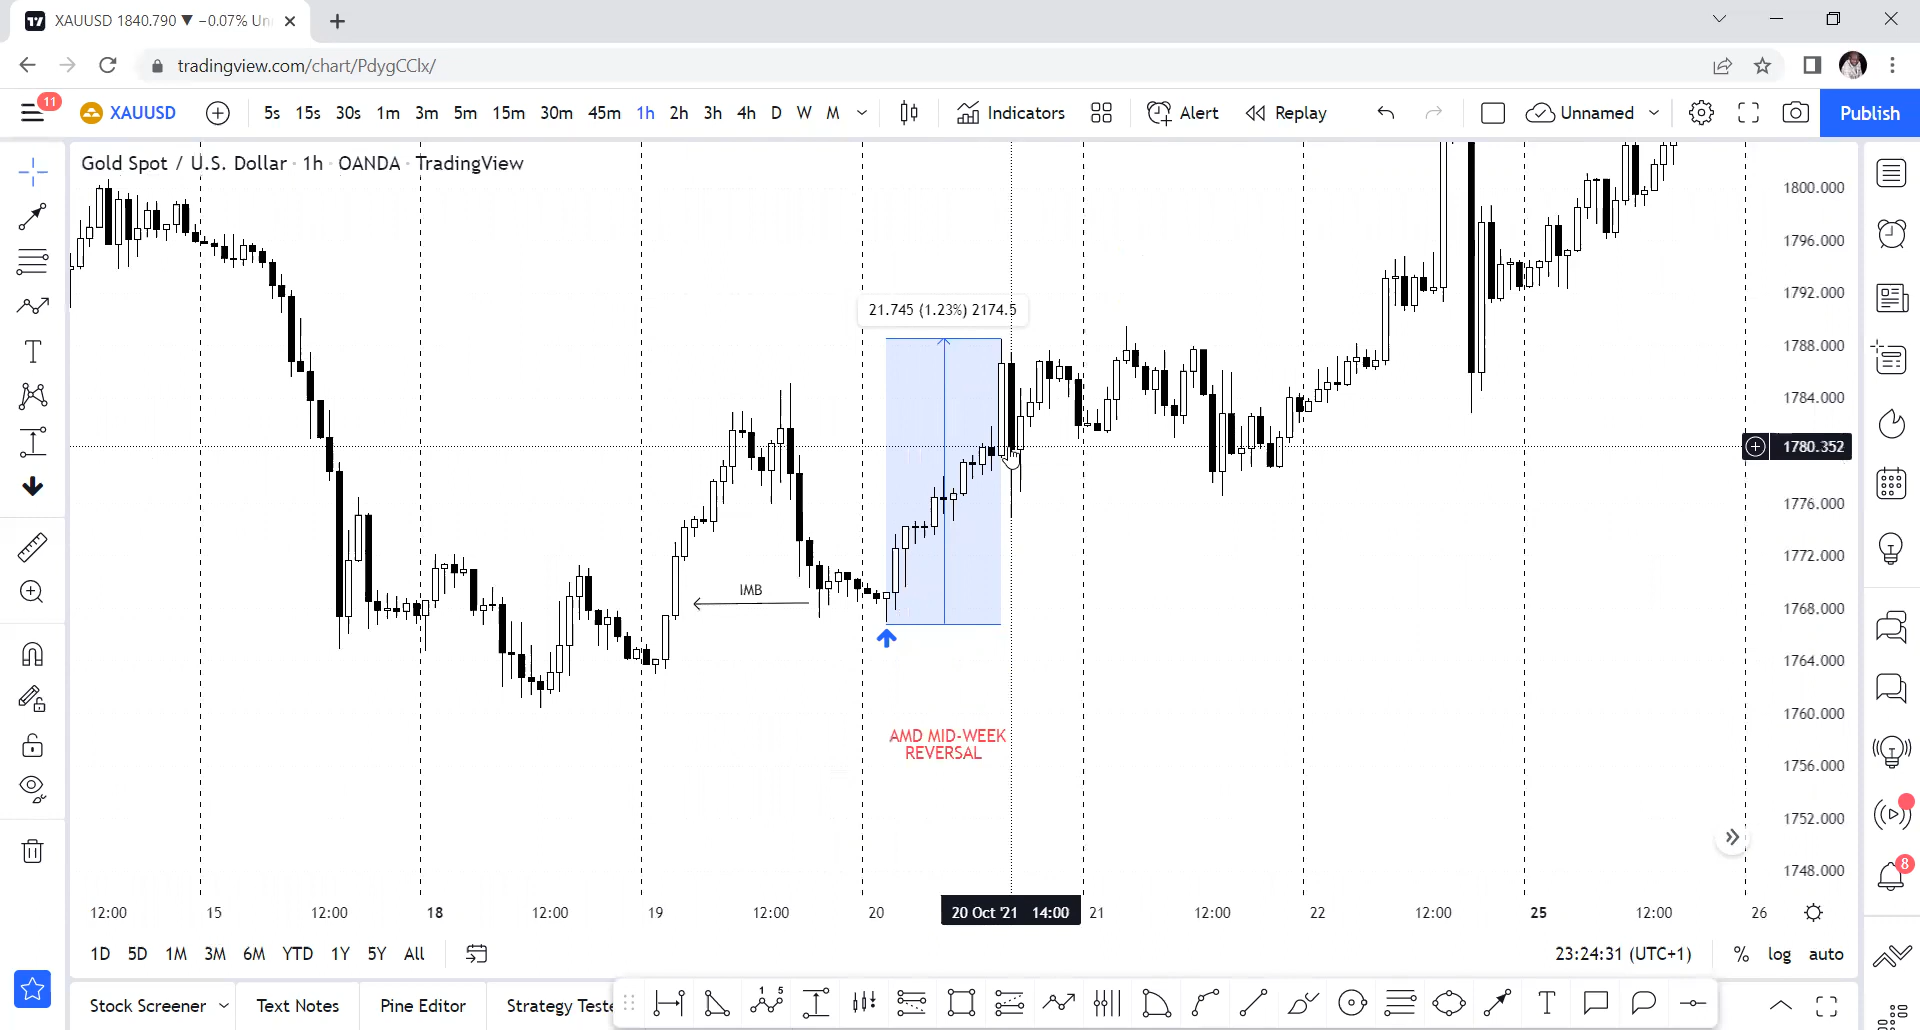 XAUUSD 1840.790 ▼ −0.07% Un
tradingview.com/chart/PdygCClx/
11
XAUUSD
5s 15s 30s 1m 3m 5m 15m 30m 45m 1h 2h 3h 4h D W M
Indicators
Alert
Replay
Unnamed
Publish
Gold Spot / U.S. Dollar · 1h · OANDA · TradingView
1800.000
1796.000
1792.000
1788.000
1784.000
1780.352
1776.000
1772.000
1768.000
1764.000
1760.000
1756.000
1752.000
1748.000
21.745 (1.23%) 2174.5
IMB
AMD MID-WEEK
REVERSAL
8
12:00 15 12:00 18 12:00 19 12:00 20 20 Oct '21 14:00 21 12:00 22 12:00 25 12:00 26
1D 5D 1M 3M 6M YTD 1Y 5Y All
23:24:31 (UTC+1) % log auto
Stock Screener Text Notes Pine Editor Strategy Teste